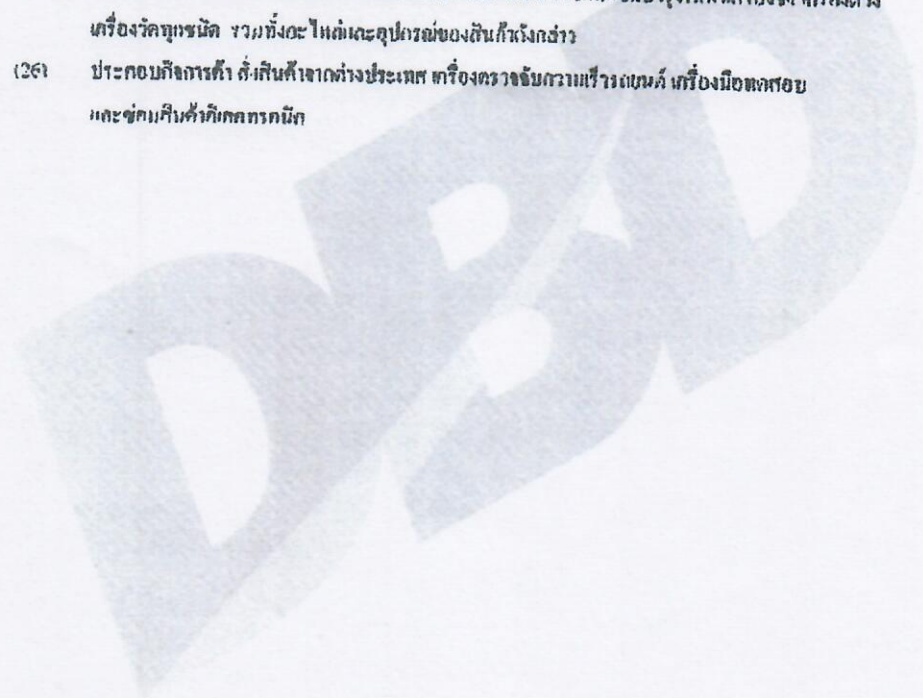 เครื่องวัดทุกชนิด รวมทั้งอะไหล่และอุปกรณ์ของสินค้าดังกล่าว
(26) ประกอบกิจการค้า สั่งสินค้าจากต่างประเทศ เครื่องตรวจจับความเร็วรถยนต์ เครื่องมือทดสอบ
และซ่อมสินค้าอิเลคทรอนิก
DBD